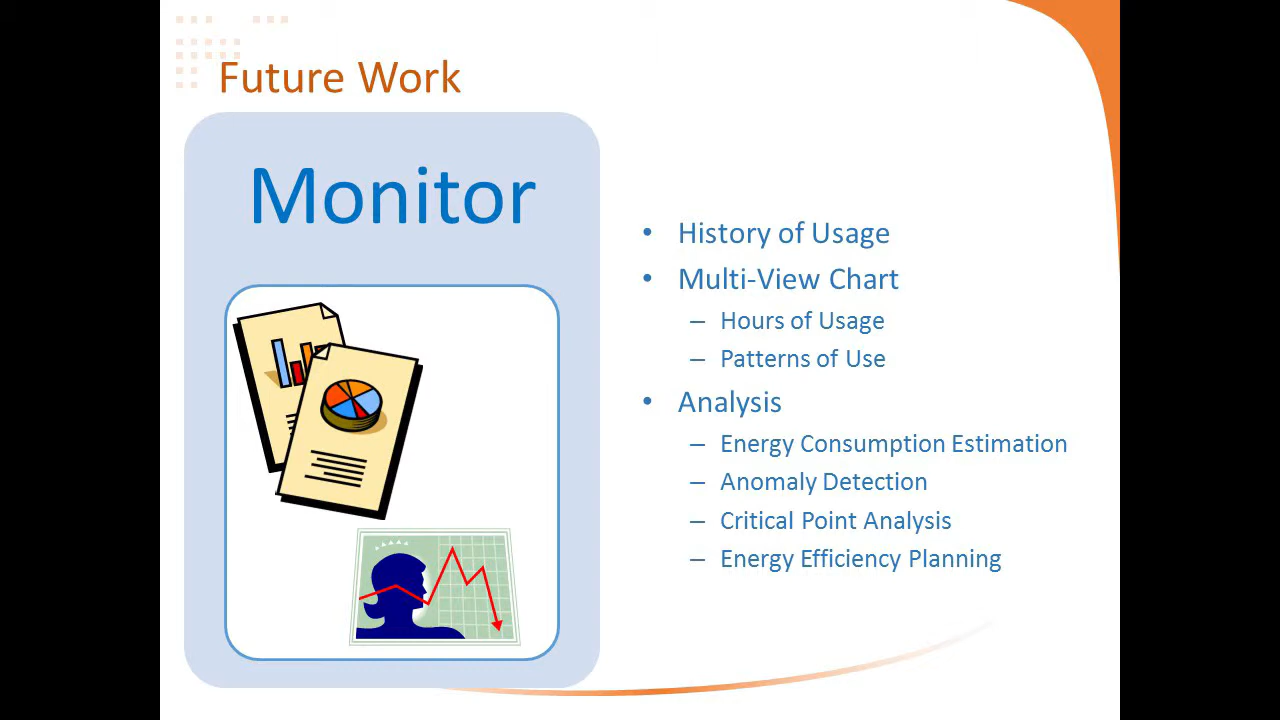 Future Work
Monitor
• History of Usage
• Multi-View Chart
– Hours of Usage
– Patterns of Use
• Analysis
– Energy Consumption Estimation
– Anomaly Detection
– Critical Point Analysis
– Energy Efficiency Planning